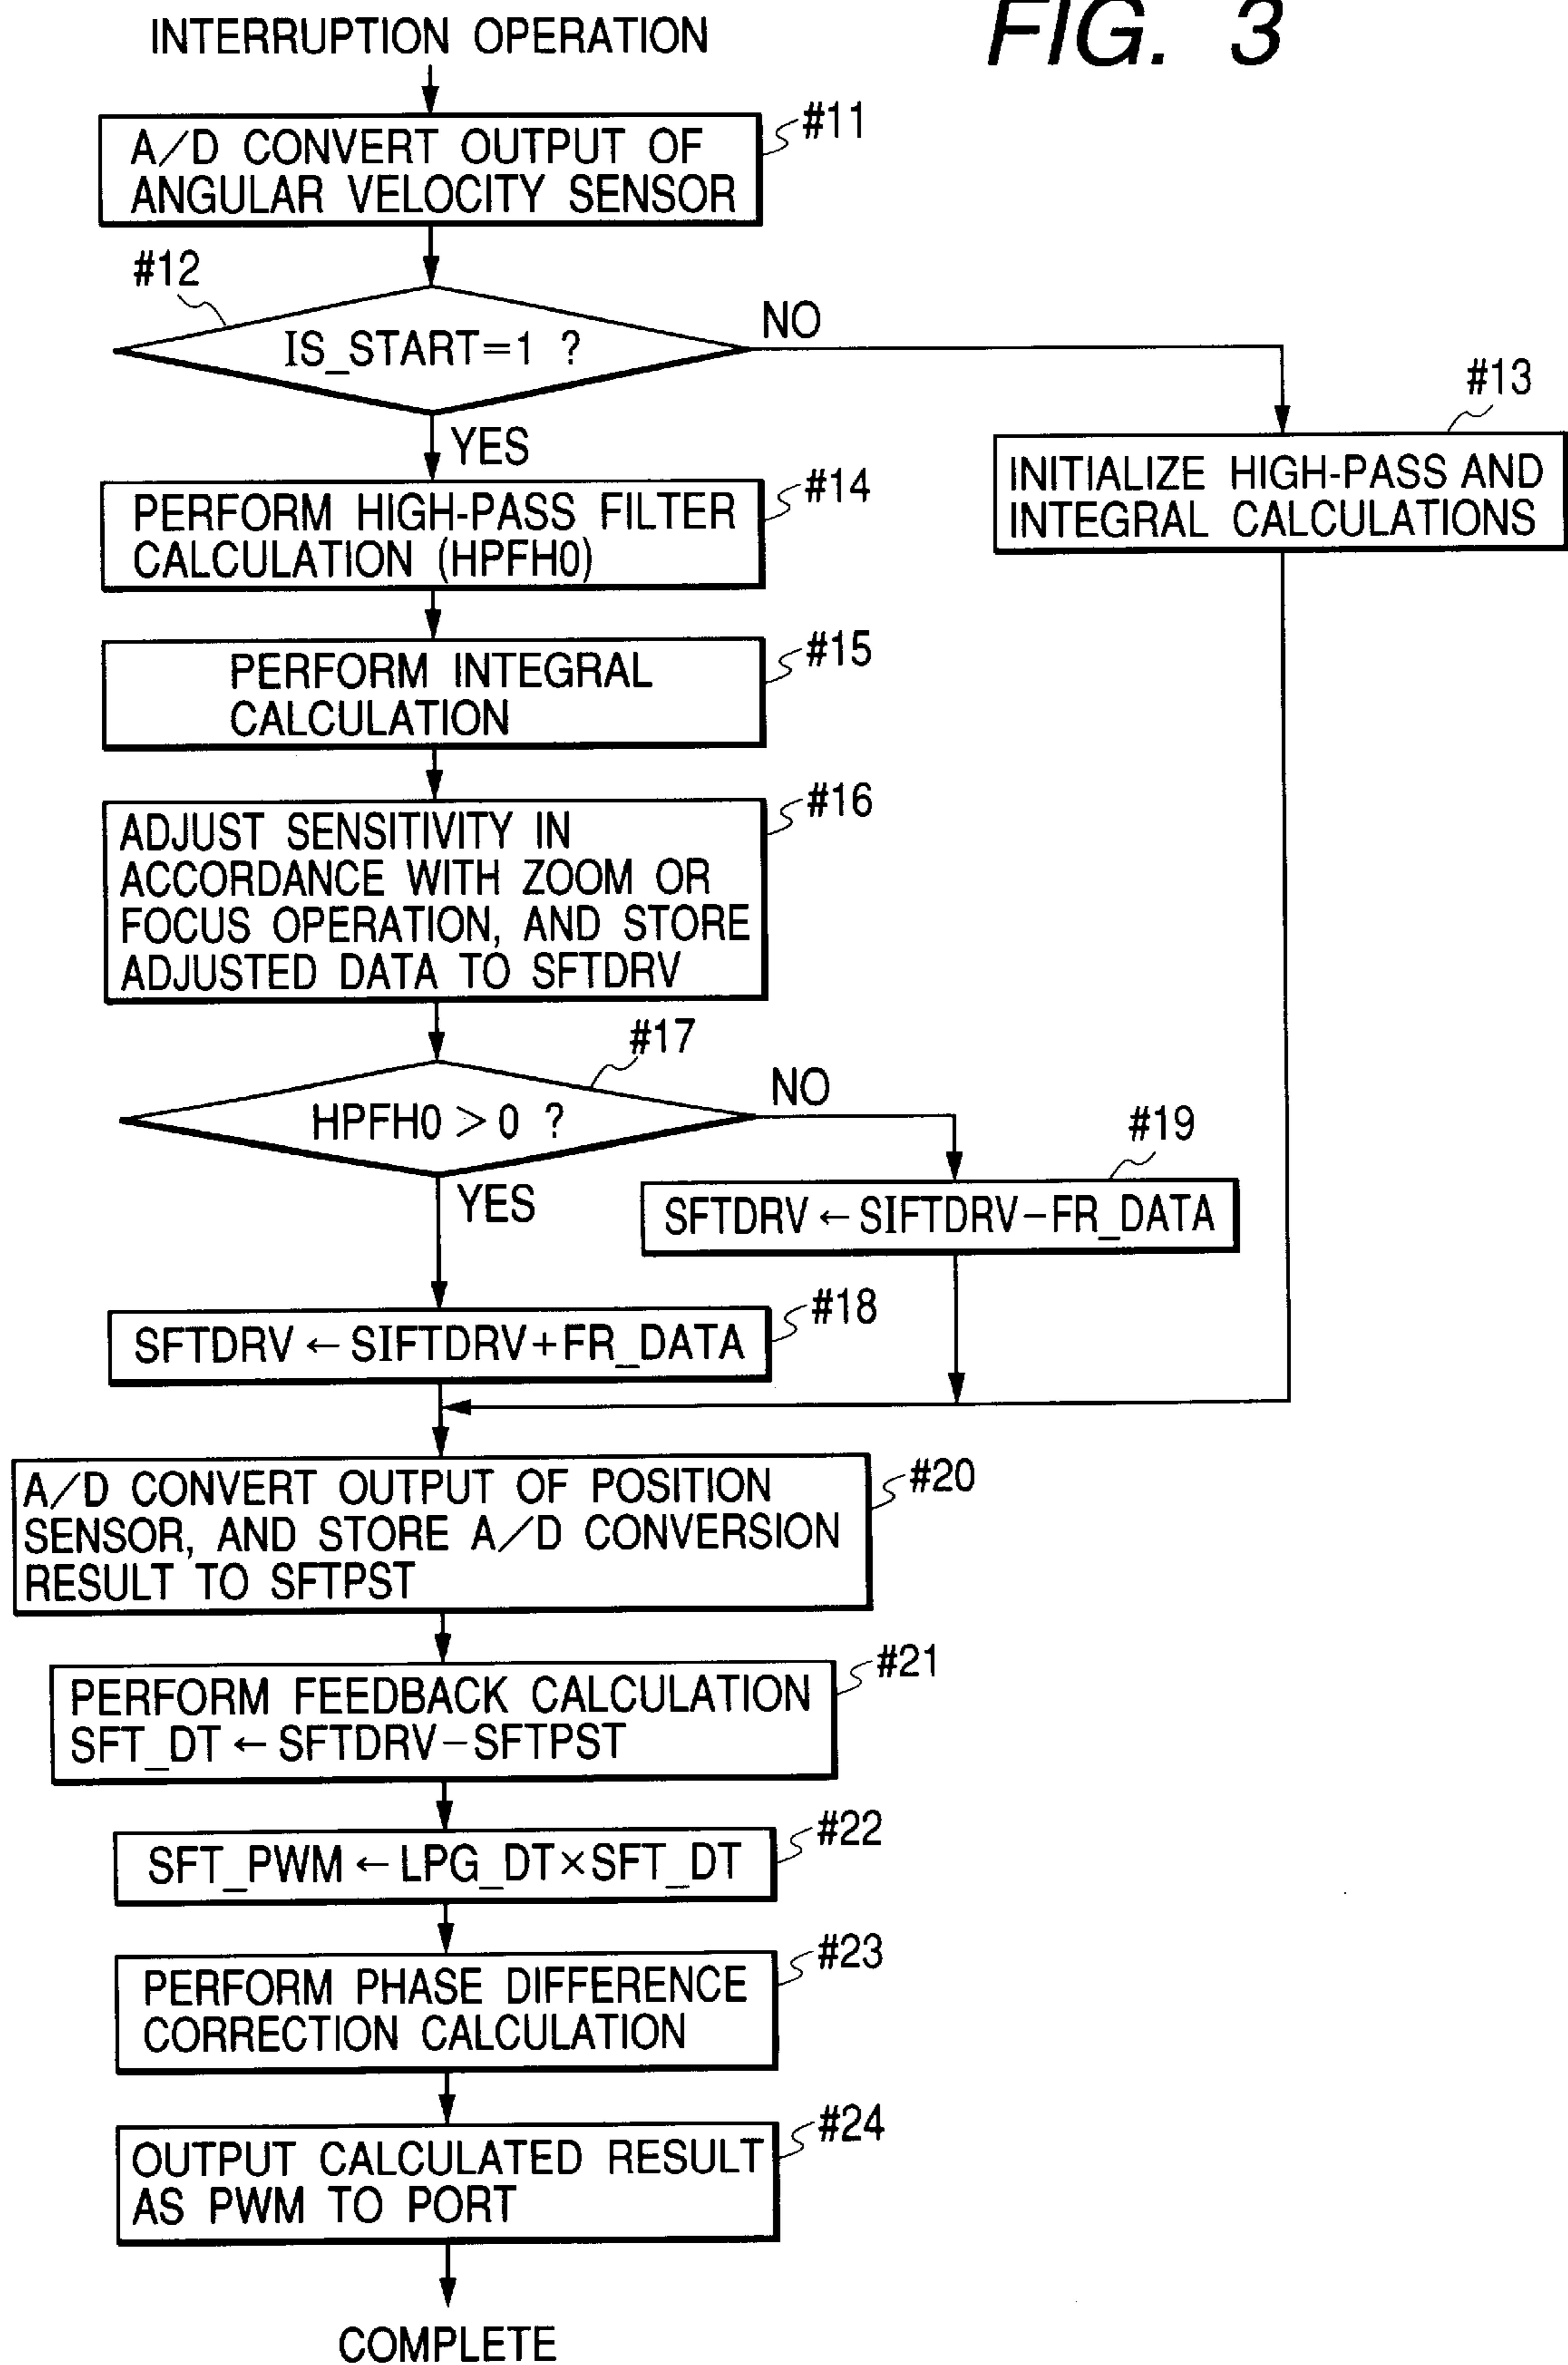 FIG. 3
INTERRUPTION OPERATION
#11
A/D CONVERT OUTPUT OF
ANGULAR VELOCITY SENSOR
#12
IS_START=1 ?
NO
YES
#13
INITIALIZE HIGH-PASS AND
INTEGRAL CALCULATIONS
#14
PERFORM HIGH-PASS FILTER
CALCULATION (HPFH0)
#15
PERFORM INTEGRAL
CALCULATION
#16
ADJUST SENSITIVITY IN
ACCORDANCE WITH ZOOM OR
FOCUS OPERATION, AND STORE
ADJUSTED DATA TO SFTDRV
#17
HPFH0 > 0 ?
NO
YES
#19
SFTDRV ← SIFTDRV−FR_DATA
#18
SFTDRV ← SIFTDRV+FR_DATA
#20
A/D CONVERT OUTPUT OF POSITION
SENSOR, AND STORE A/D CONVERSION
RESULT TO SFTPST
#21
PERFORM FEEDBACK CALCULATION
SFT_DT ← SFTDRV−SFTPST
#22
SFT_PWM ← LPG_DT×SFT_DT
#23
PERFORM PHASE DIFFERENCE
CORRECTION CALCULATION
#24
OUTPUT CALCULATED RESULT
AS PWM TO PORT
COMPLETE